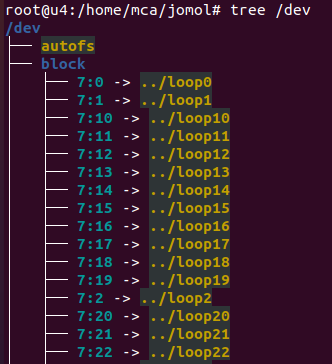 root@u4:/home/mca/jomol# tree /dev
/dev
├── autofs
├── block
│   ├── 7:0 -> ../loop0
│   ├── 7:1 -> ../loop1
│   ├── 7:10 -> ../loop10
│   ├── 7:11 -> ../loop11
│   ├── 7:12 -> ../loop12
│   ├── 7:13 -> ../loop13
│   ├── 7:14 -> ../loop14
│   ├── 7:15 -> ../loop15
│   ├── 7:16 -> ../loop16
│   ├── 7:17 -> ../loop17
│   ├── 7:18 -> ../loop18
│   ├── 7:19 -> ../loop19
│   ├── 7:2 -> ../loop2
│   ├── 7:20 -> ../loop20
│   ├── 7:21 -> ../loop21
│   ├── 7:22 -> ../loop22